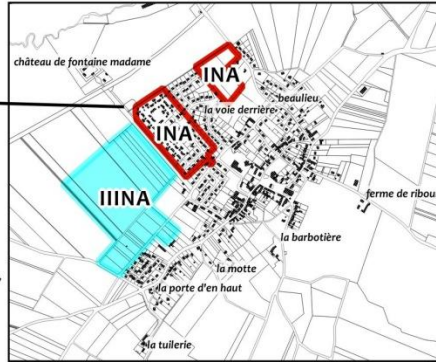 château de fontaine madame
INA
la voie derrière
beaulieu
INA
IIINA
ferme de ribou
la barbotière
la motte
la porte d'en haut
la tuilerie